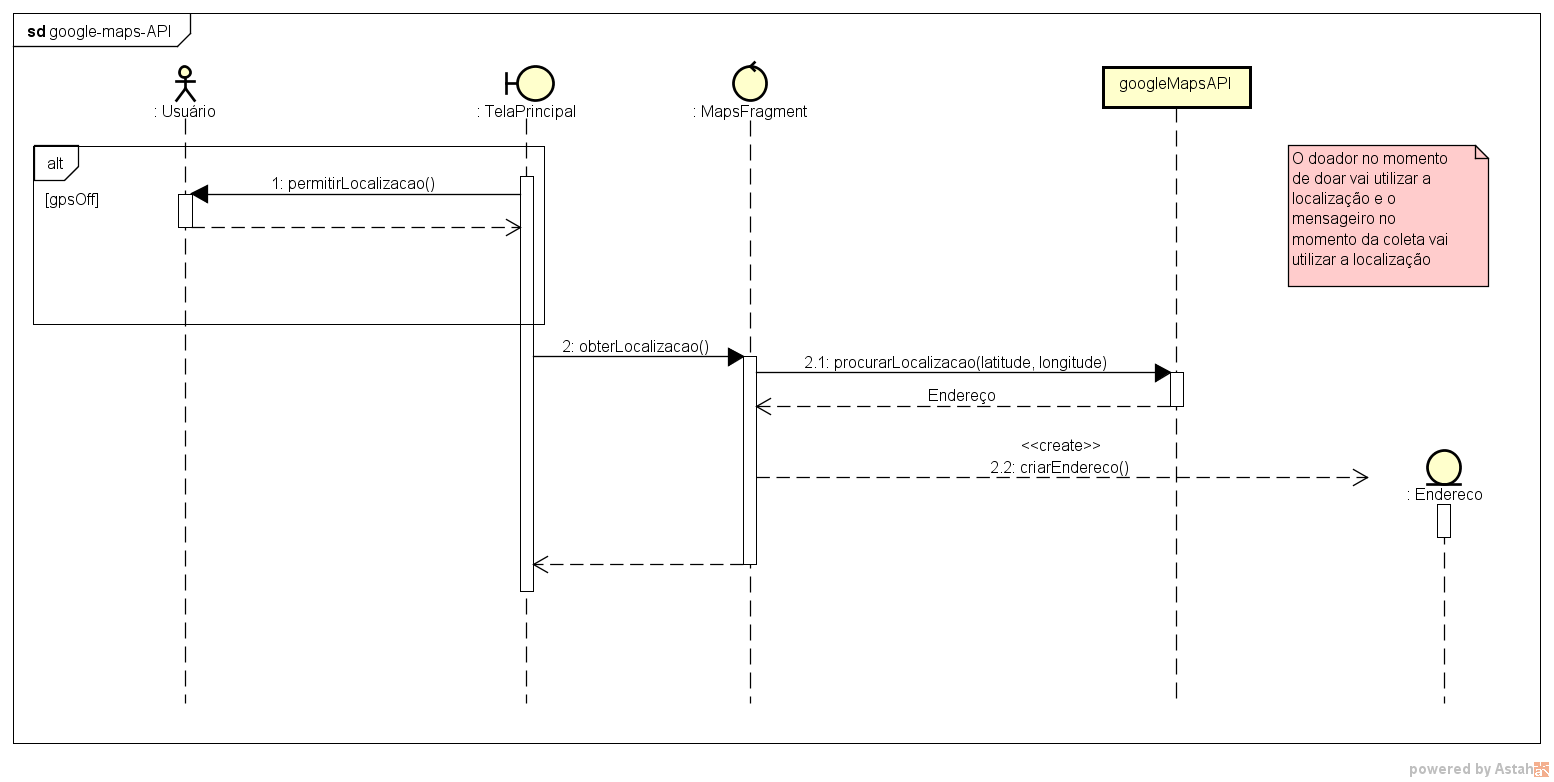 sd google-maps-API
: Usuário
: TelaPrincipal
: MapsFragment
googleMapsAPI
alt
[gpsOff]
1: permitirLocalizacao()
O doador no momento
de doar vai utilizar a
localização e o
mensageiro no
momento da coleta vai
utilizar a localização
2: obterLocalizacao()
2.1: procurarLocalizacao(latitude, longitude)
Endereço
<<create>>
2.2: criarEndereco()
: Endereco
powered by Astah